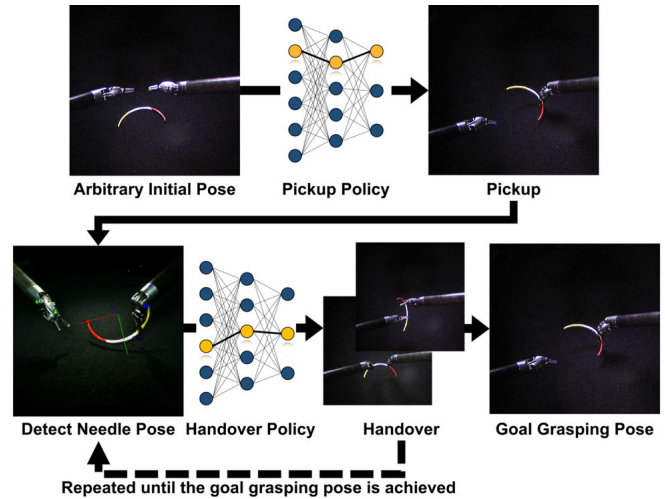 Arbitrary Initial Pose
Pickup Policy
Pickup
Detect Needle Pose
Handover Policy
Handover
Goal Grasping Pose
Repeated until the goal grasping pose is achieved